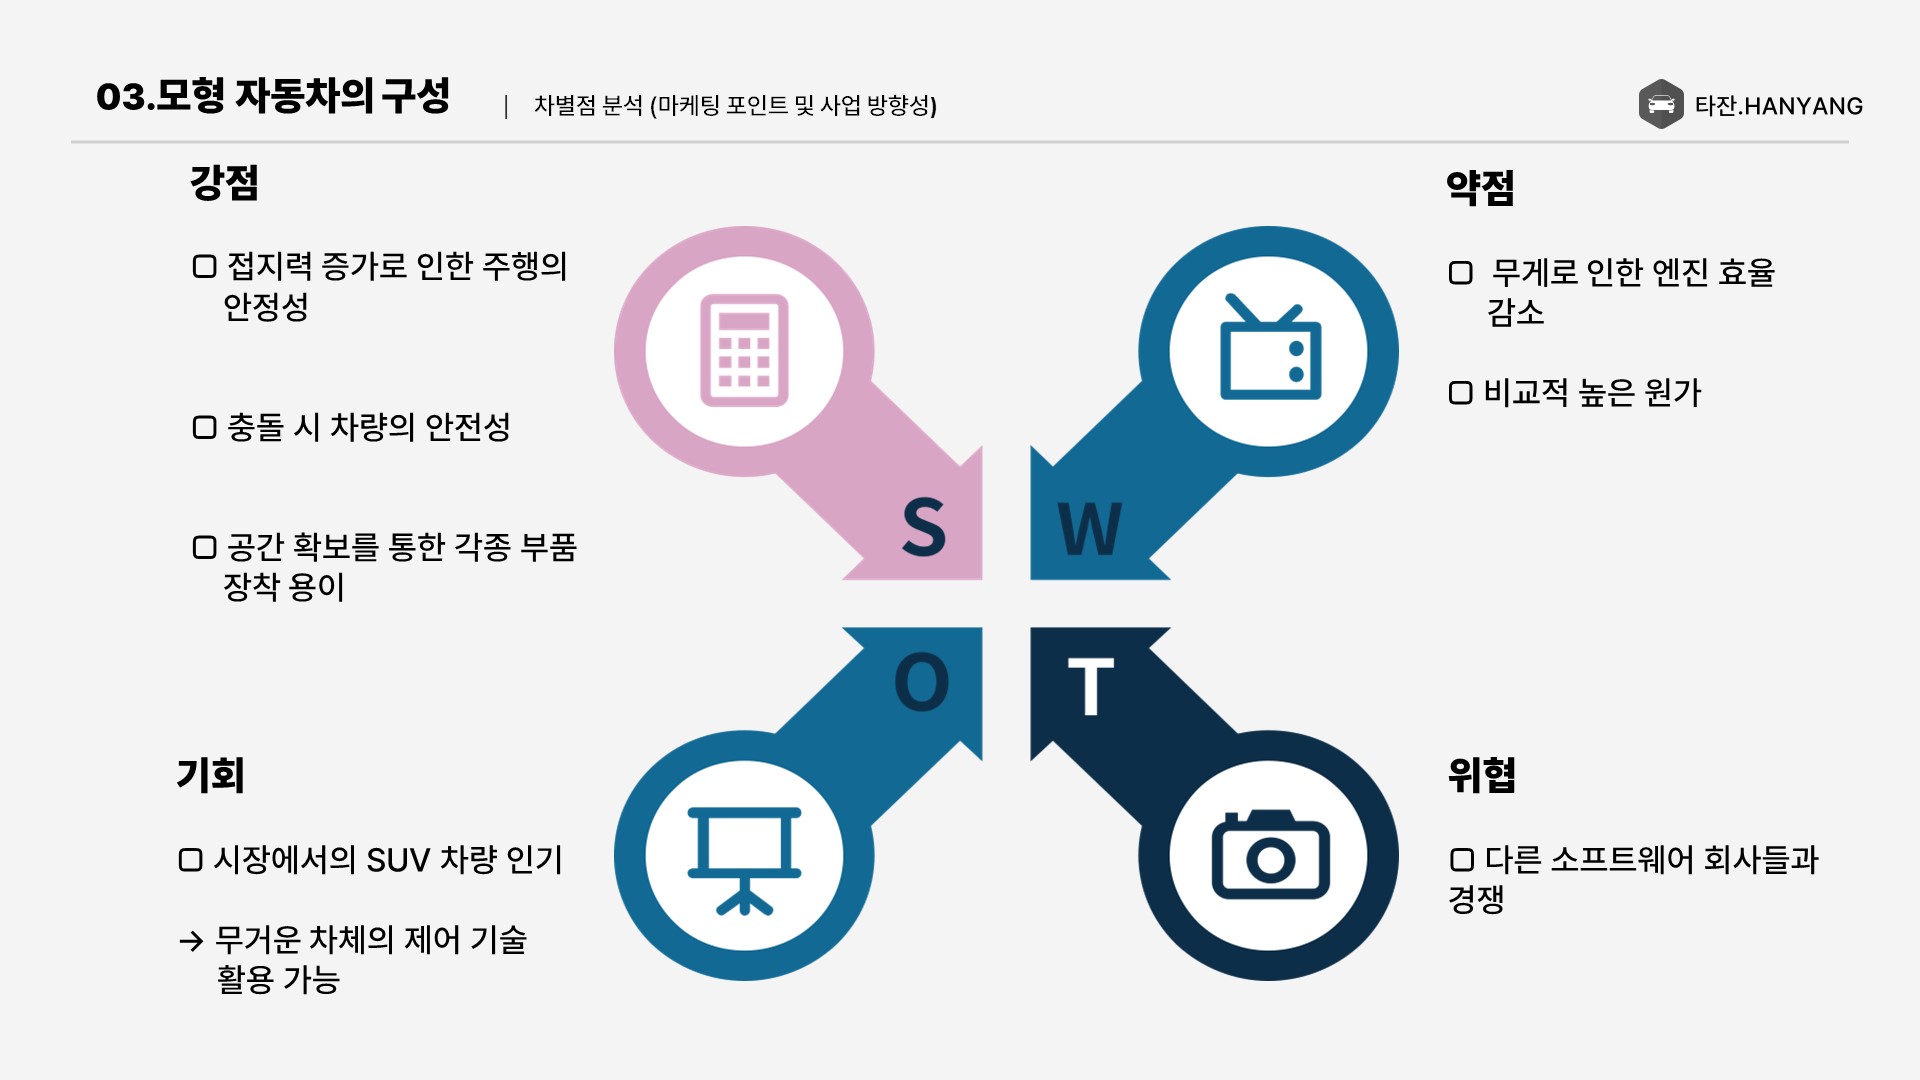 03.모형 자동차의 구성
| 차별점 분석 (마케팅 포인트 및 사업 방향성)
타잔.HANYANG
강점
▢ 접지력 증가로 인한 주행의
안정성
▢ 충돌 시 차량의 안전성
▢ 공간 확보를 통한 각종 부품
장착 용이
약점
▢ 무게로 인한 엔진 효율
감소
▢ 비교적 높은 원가
S
W
O
T
기회
▢ 시장에서의 SUV 차량 인기
→ 무거운 차체의 제어 기술
활용 가능
위협
▢ 다른 소프트웨어 회사들과
경쟁